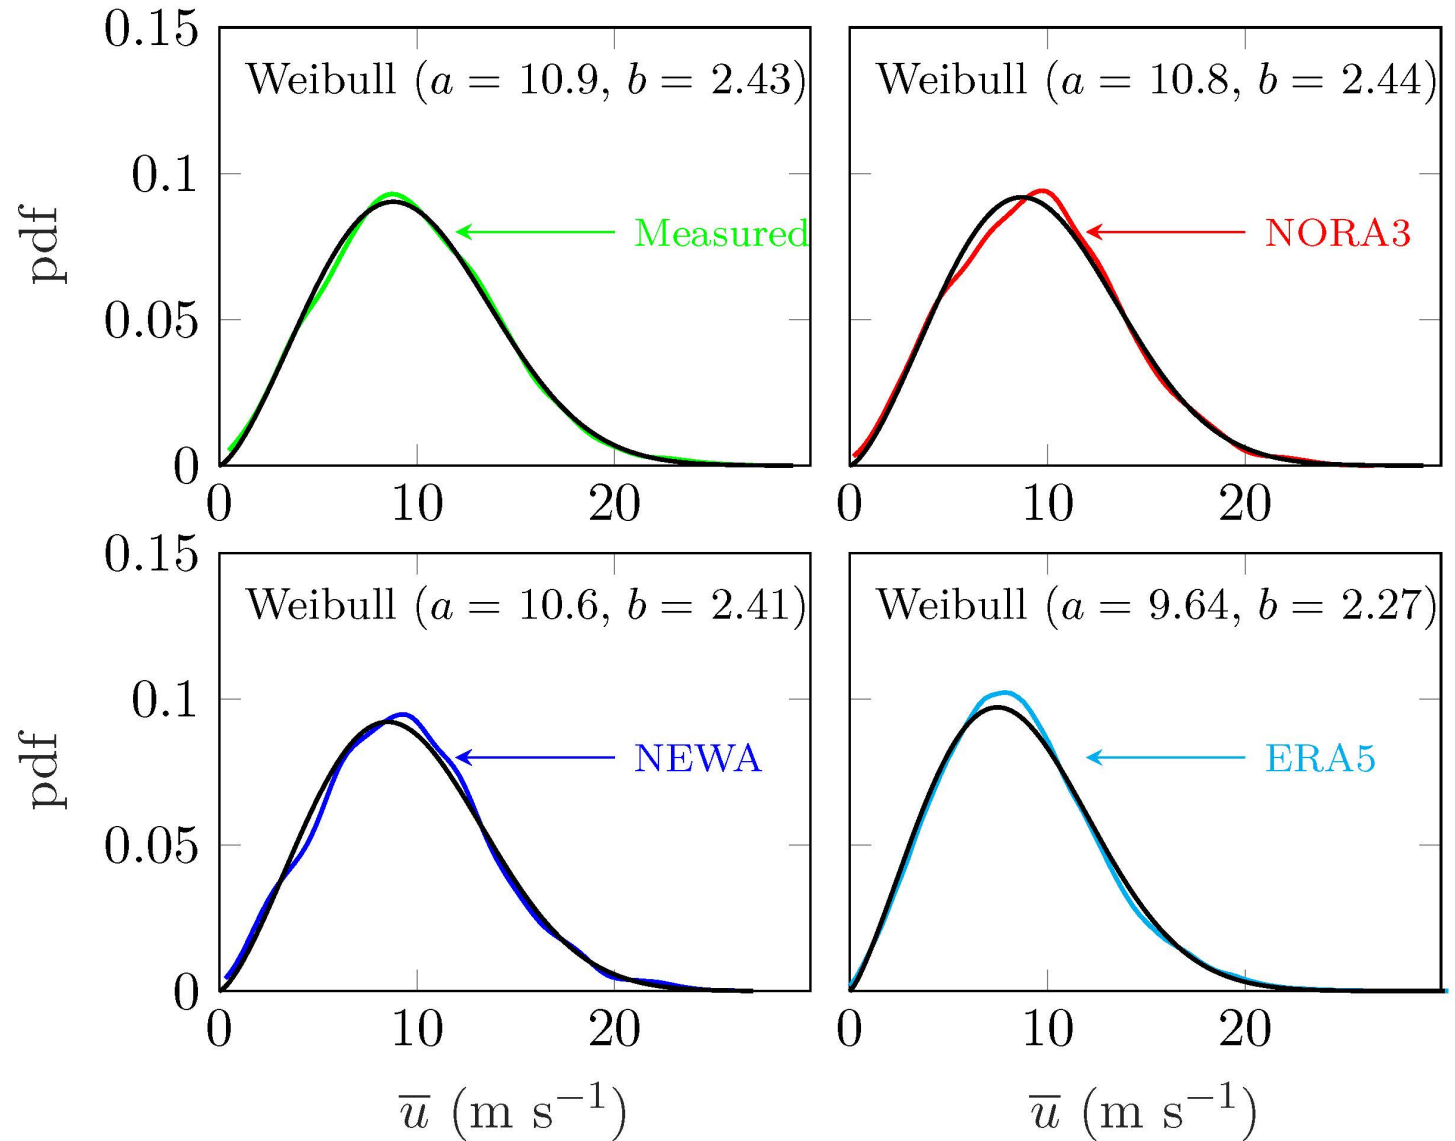 0.15
Weibull (a = 10.9, b = 2.43)
Weibull (a = 10.8, b = 2.44)
0.1
pdf
Measured
NORA3
0.05
0
0 10 20
0 10 20
0.15
Weibull (a = 10.6, b = 2.41)
Weibull (a = 9.64, b = 2.27)
0.1
pdf
NEWA
ERA5
0.05
0
0 10 20
0 10 20
u̅ (m s⁻¹)
u̅ (m s⁻¹)